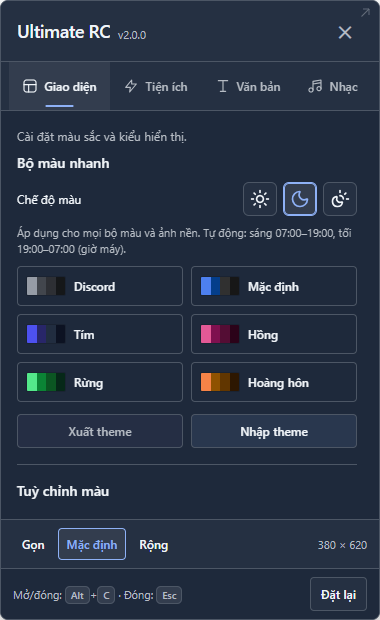 Ultimate RC v2.0.0
Giao diện Tiện ích Văn bản Nhạc
Cài đặt màu sắc và kiểu hiển thị.
Bộ màu nhanh
Chế độ màu
Áp dụng cho mọi bộ màu và ảnh nền. Tự động: sáng 07:00–19:00, tối
19:00–07:00 (giờ máy).
Discord Mặc định
Tím Hồng
Rừng Hoàng hôn
Xuất theme Nhập theme
Tuỳ chỉnh màu
Gọn Mặc định Rộng 380 × 620
Mở/đóng: Alt+C · Đóng: Esc Đặt lại